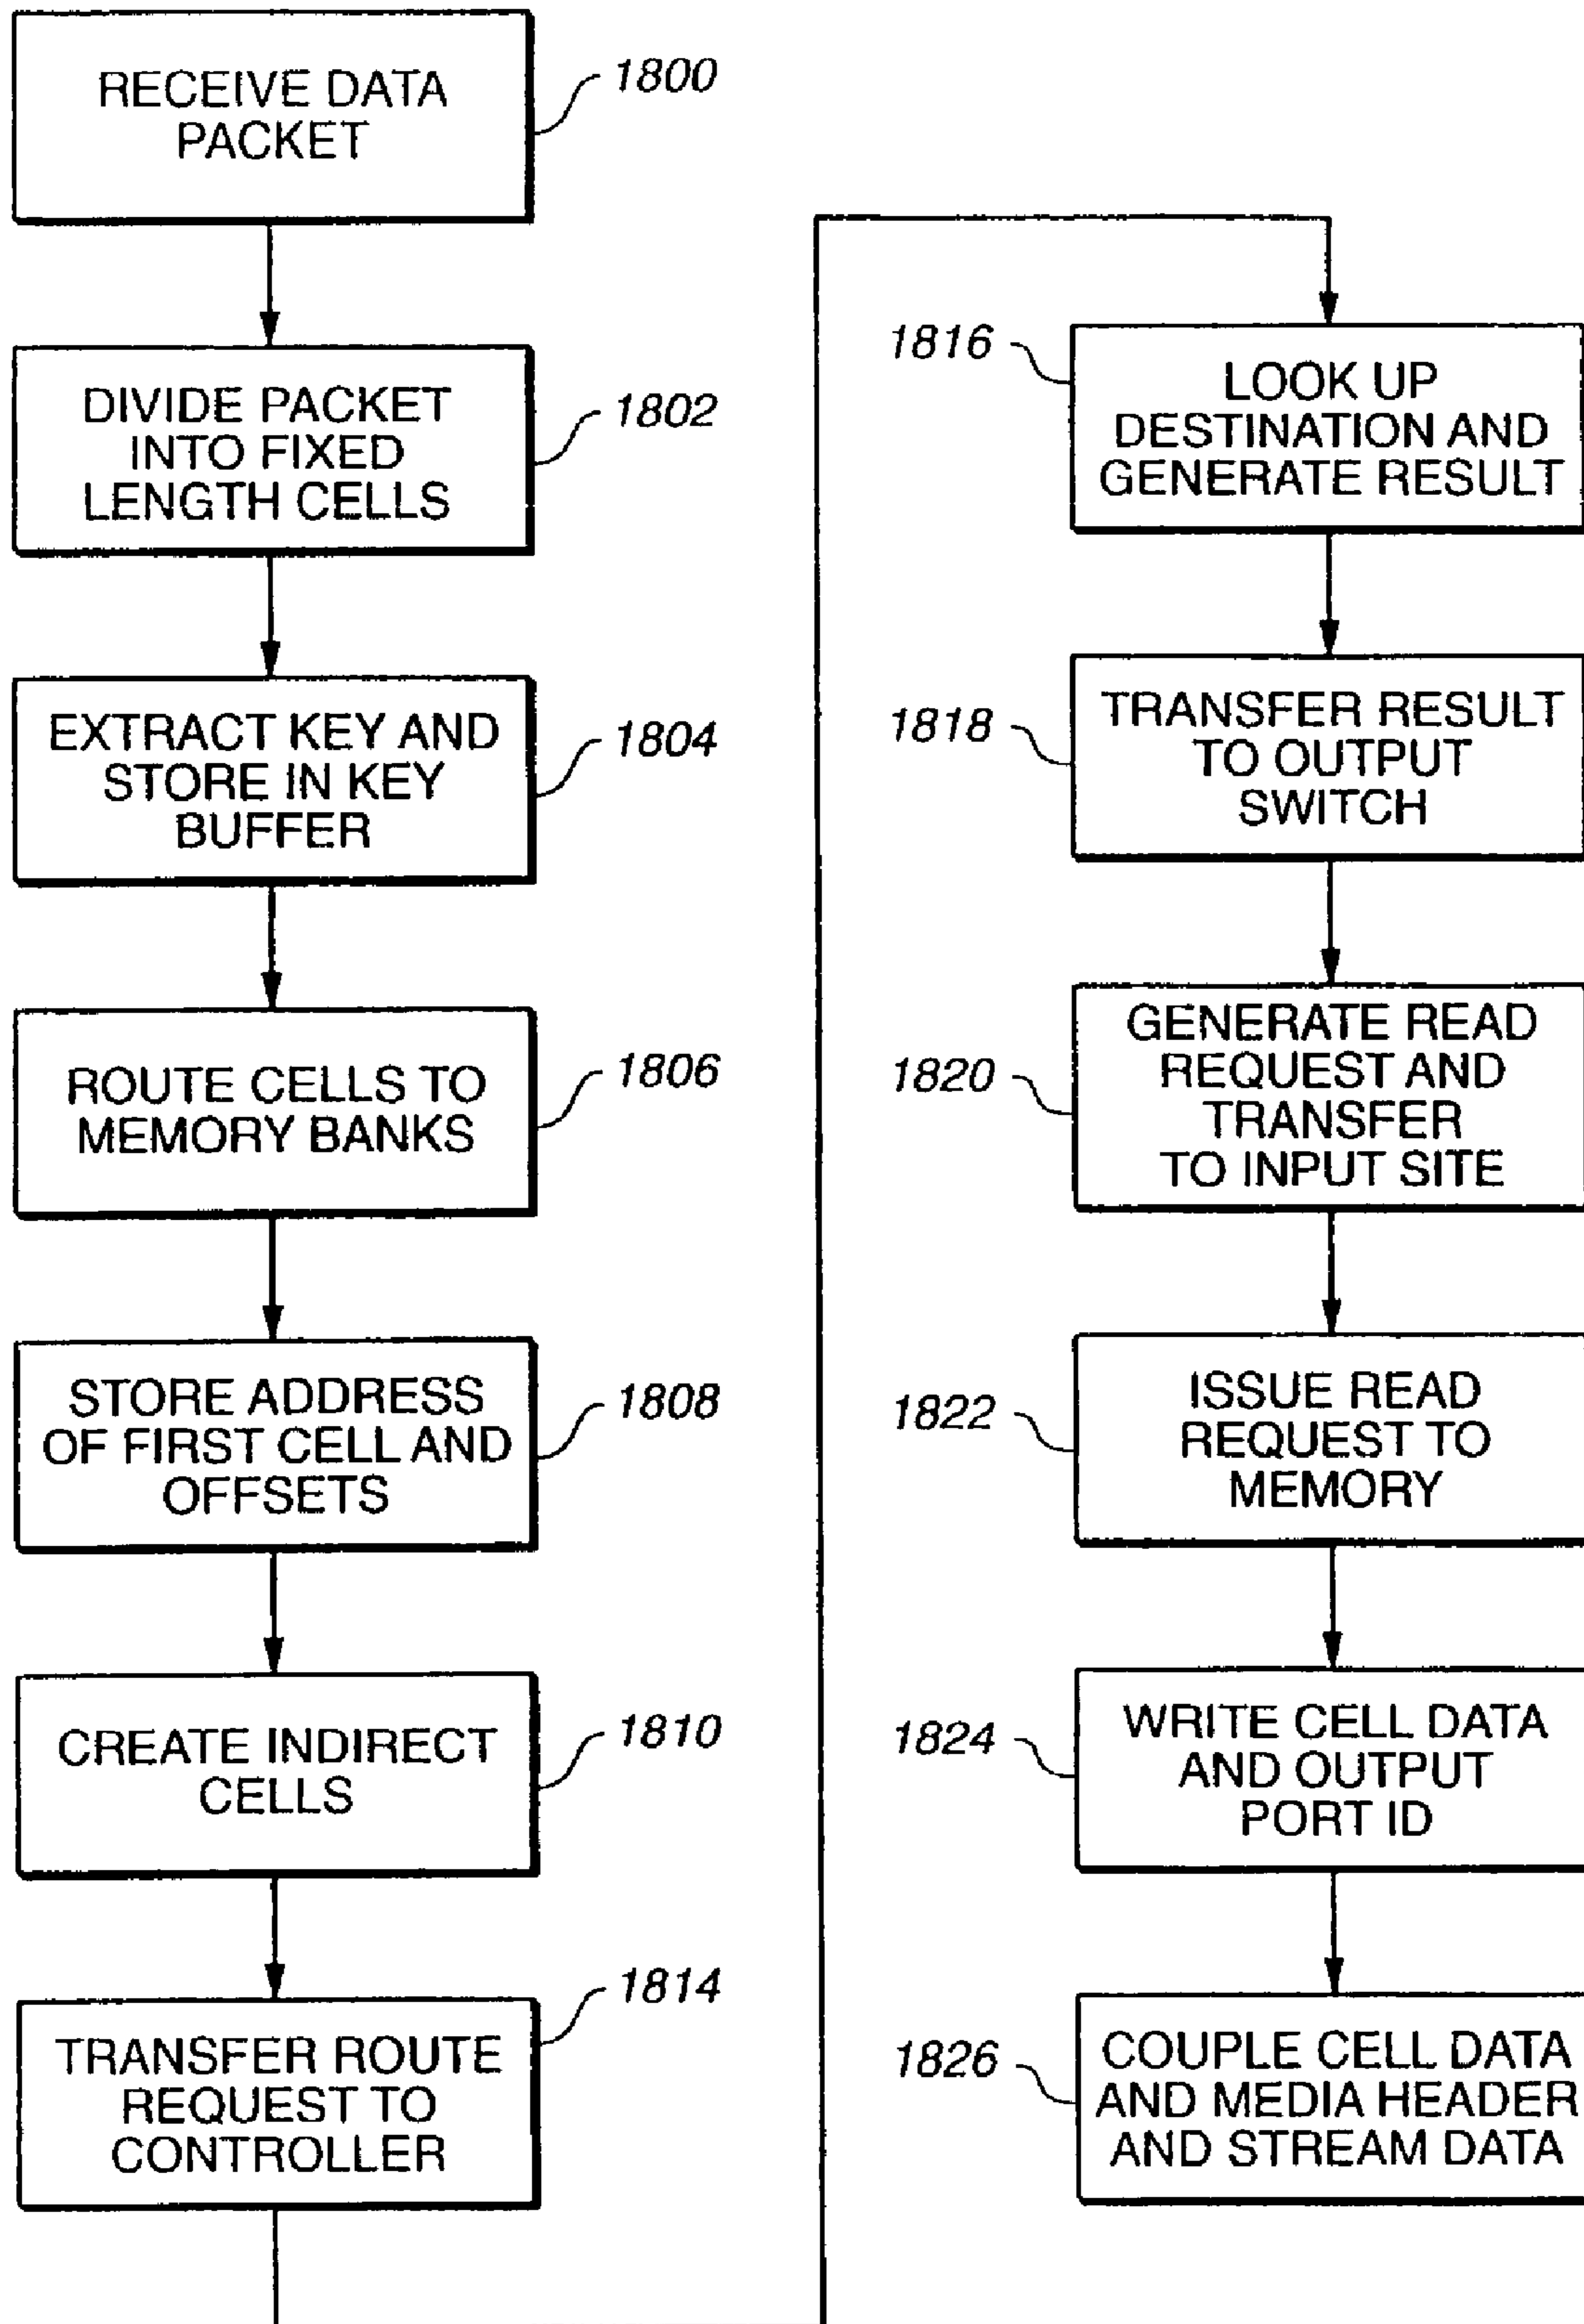 RECEIVE DATA
PACKET
1800
DIVIDE PACKET
INTO FIXED
LENGTH CELLS
1802
EXTRACT KEY AND
STORE IN KEY
BUFFER
1804
ROUTE CELLS TO
MEMORY BANKS
1806
STORE ADDRESS
OF FIRST CELL AND
OFFSETS
1808
CREATE INDIRECT
CELLS
1810
TRANSFER ROUTE
REQUEST TO
CONTROLLER
1814
1816
LOOK UP
DESTINATION AND
GENERATE RESULT
1818
TRANSFER RESULT
TO OUTPUT
SWITCH
1820
GENERATE READ
REQUEST AND
TRANSFER
TO INPUT SITE
1822
ISSUE READ
REQUEST TO
MEMORY
1824
WRITE CELL DATA
AND OUTPUT
PORT ID
1826
COUPLE CELL DATA
AND MEDIA HEADER
AND STREAM DATA